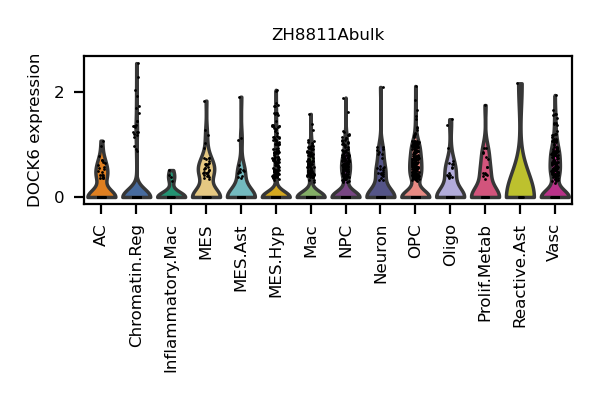 ZH8811Abulk
DOCK6 expression
2
0
AC
Chromatin.Reg
Inflammatory.Mac
MES
MES.Ast
MES.Hyp
Mac
NPC
Neuron
OPC
Oligo
Prolif.Metab
Reactive.Ast
Vasc